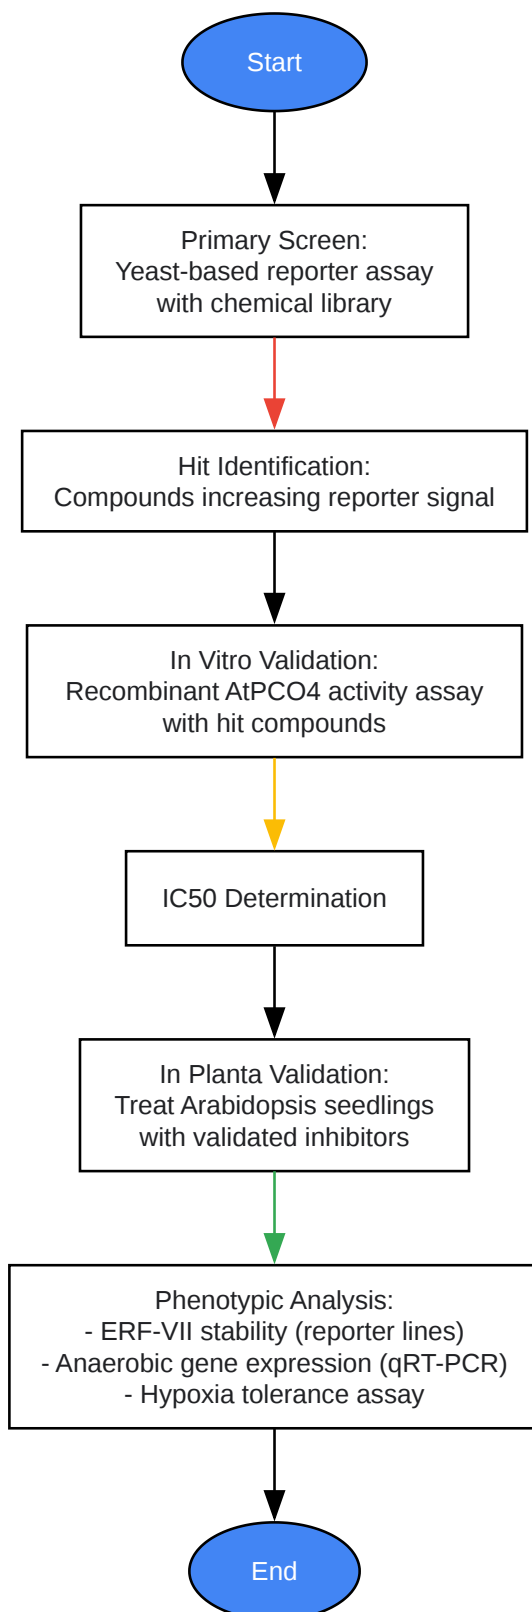 Start
Primary Screen:
Yeast-based reporter assay
with chemical library
Hit Identification:
Compounds increasing reporter signal
In Vitro Validation:
Recombinant AtPCO4 activity assay
with hit compounds
IC50 Determination
In Planta Validation:
Treat Arabidopsis seedlings
with validated inhibitors
Phenotypic Analysis:
- ERF-VII stability (reporter lines)
- Anaerobic gene expression (qRT-PCR)
- Hypoxia tolerance assay
End